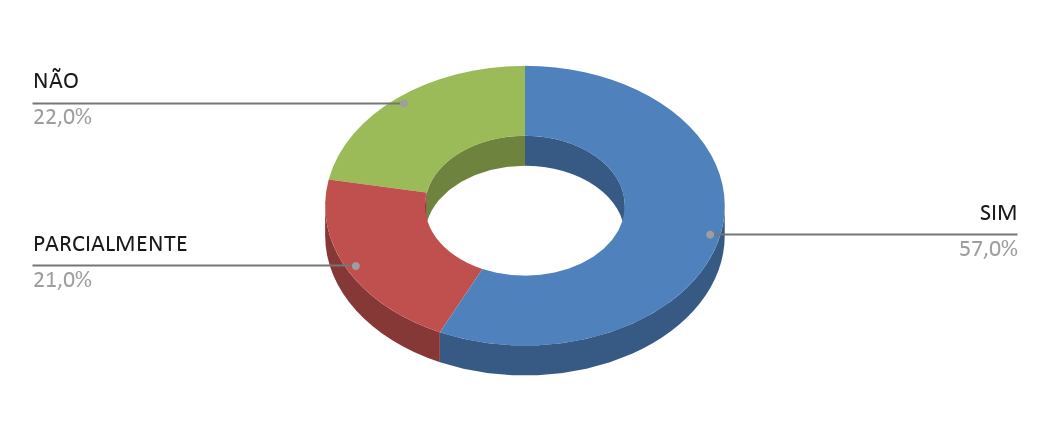 NÃO
22,0%
SIM
57,0%
PARCIALMENTE
21,0%